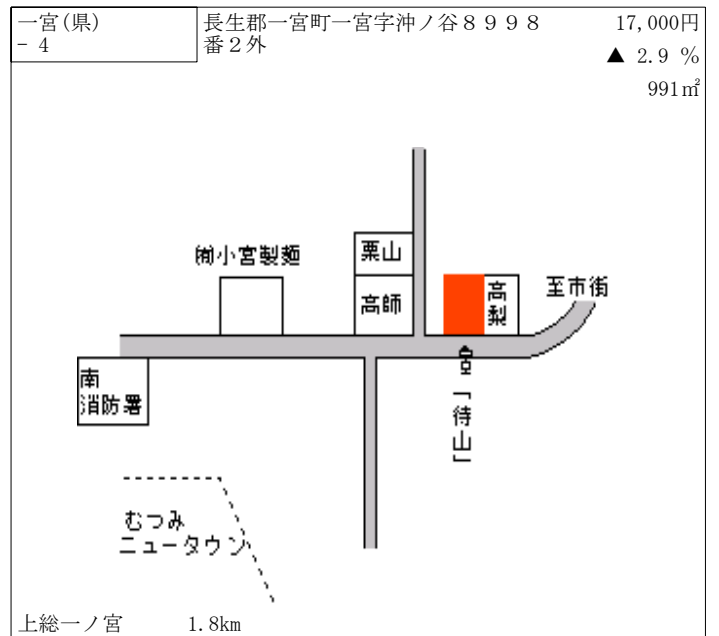 一宮(県)
- 4
長生郡一宮町一宮字沖ノ谷８９９８
番２外
17,000円
▲ 2.9 %
991㎡
㈲小宮製麺
栗山
高師
高梨
至市街
南
消防署
「待山」
むつみ
ニュータウン
上総一ノ宮 1.8km